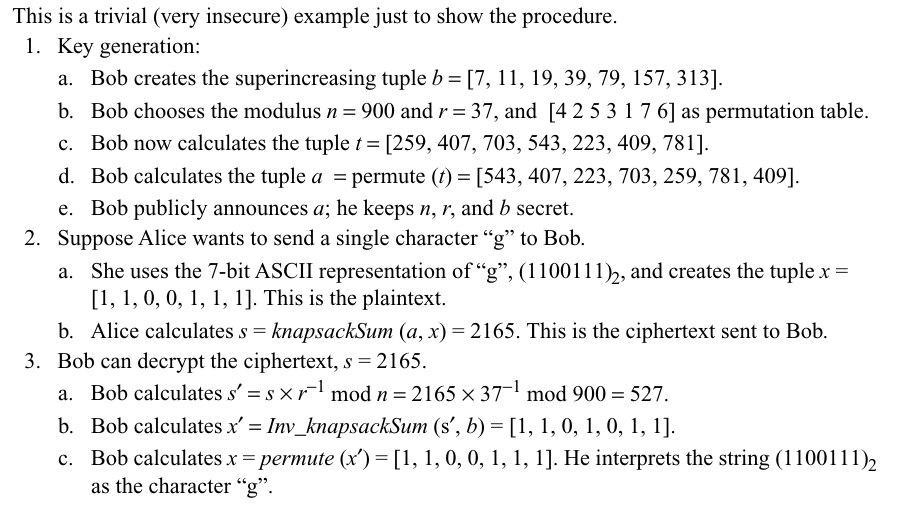 This is a trivial (very insecure) example just to show the procedure.
1. Key generation:
a. Bob creates the superincreasing tuple b = [7, 11, 19, 39, 79, 157, 313].
b. Bob chooses the modulus n = 900 and r = 37, and [4 2 5 3 1 7 6] as permutation table.
c. Bob now calculates the tuple t = [259, 407, 703, 543, 223, 409, 781].
d. Bob calculates the tuple a = permute (t) = [543, 407, 223, 703, 259, 781, 409].
e. Bob publicly announces a; he keeps n, r, and b secret.
2. Suppose Alice wants to send a single character “g” to Bob.
a. She uses the 7-bit ASCII representation of “g”, (1100111)₂, and creates the tuple x =
[1, 1, 0, 0, 1, 1, 1]. This is the plaintext.
b. Alice calculates s = knapsackSum (a, x) = 2165. This is the ciphertext sent to Bob.
3. Bob can decrypt the ciphertext, s = 2165.
a. Bob calculates s′ = s × r⁻¹ mod n = 2165 × 37⁻¹ mod 900 = 527.
b. Bob calculates x′ = Inv_knapsackSum (s′, b) = [1, 1, 0, 1, 0, 1, 1].
c. Bob calculates x = permute (x′) = [1, 1, 0, 0, 1, 1, 1]. He interprets the string (1100111)₂
as the character “g”.